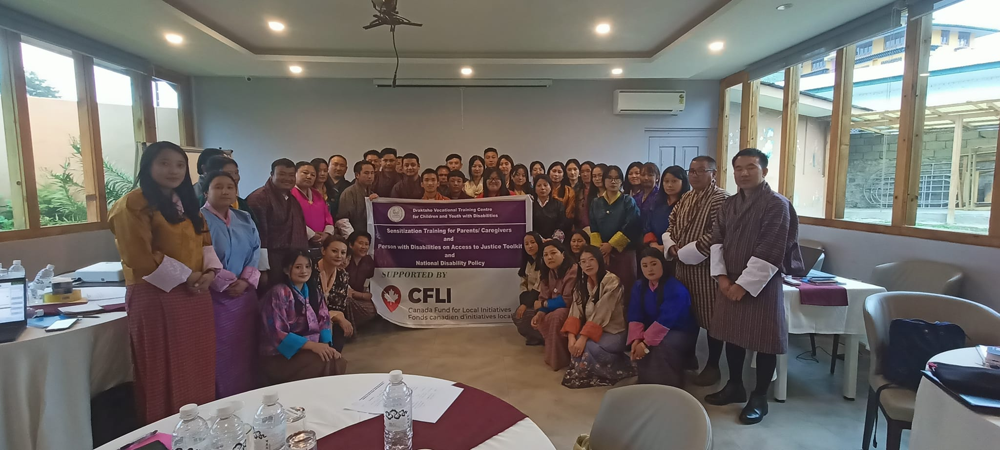 Draktsho Vocational Training Centre
for Children and Youth with Disabilities
Sensitization Training for Parents/ Caregivers
and
Person with Disabilities on Access to Justice Toolkit
and
National Disability Policy
SUPPORTED BY
CFLI
Canada Fund for Local Initiatives
Fonds canadien d'initiatives local